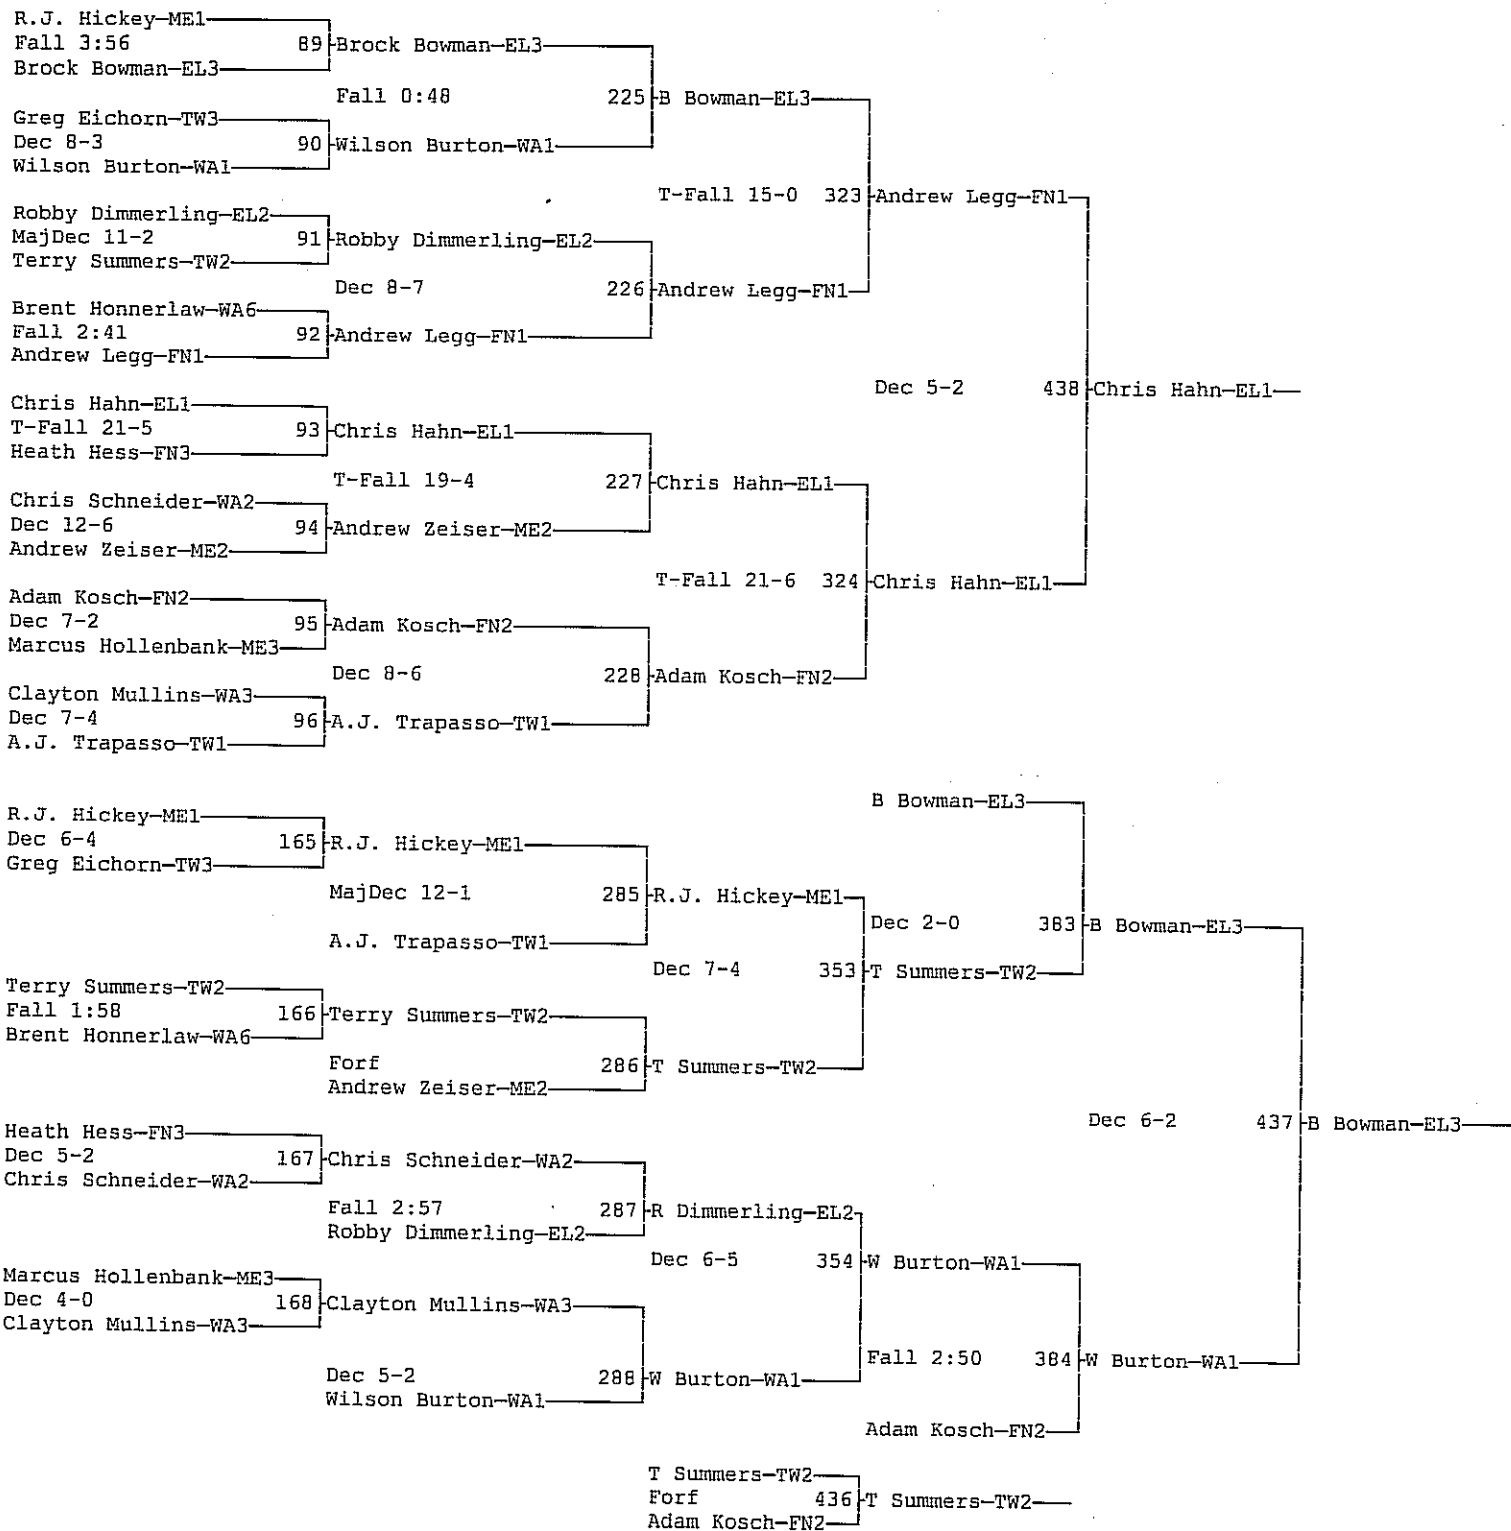 R.J. Hickey-ME1
Fall 3:56 89 Brock Bowman-EL3
Brock Bowman-EL3
Fall 0:48 225 B Bowman-EL3
Greg Eichorn-TW3
Dec 8-3 90 Wilson Burton-WA1
Wilson Burton-WA1
T-Fall 15-0 323 Andrew Legg-FN1
Robby Dimmerling-EL2
MajDec 11-2 91 Robby Dimmerling-EL2
Terry Summers-TW2
Dec 8-7 226 Andrew Legg-FN1
Brent Honnerlaw-WA6
Fall 2:41 92 Andrew Legg-FN1
Andrew Legg-FN1
Dec 5-2 438 Chris Hahn-EL1
Chris Hahn-EL1
T-Fall 21-5 93 Chris Hahn-EL1
Heath Hess-FN3
T-Fall 19-4 227 Chris Hahn-EL1
Chris Schneider-WA2
Dec 12-6 94 Andrew Zeiser-ME2
Andrew Zeiser-ME2
T-Fall 21-6 324 Chris Hahn-EL1
Adam Kosch-FN2
Dec 7-2 95 Adam Kosch-FN2
Marcus Hollenbank-ME3
Dec 8-6 228 Adam Kosch-FN2
Clayton Mullins-WA3
Dec 7-4 96 A.J. Trapasso-TW1
A.J. Trapasso-TW1
B Bowman-EL3
R.J. Hickey-ME1
Dec 6-4 165 R.J. Hickey-ME1
Greg Eichorn-TW3
MajDec 12-1 285 R.J. Hickey-ME1
Dec 2-0 383 B Bowman-EL3
A.J. Trapasso-TW1
Dec 7-4 353 T Summers-TW2
Terry Summers-TW2
Fall 1:58 166 Terry Summers-TW2
Brent Honnerlaw-WA6
Forf 286 T Summers-TW2
Andrew Zeiser-ME2
Dec 6-2 437 B Bowman-EL3
Heath Hess-FN3
Dec 5-2 167 Chris Schneider-WA2
Chris Schneider-WA2
Fall 2:57 287 R Dimmerling-EL2
Robby Dimmerling-EL2
Dec 6-5 354 W Burton-WA1
Marcus Hollenbank-ME3
Dec 4-0 168 Clayton Mullins-WA3
Clayton Mullins-WA3
Fall 2:50 384 W Burton-WA1
Dec 5-2 288 W Burton-WA1
Wilson Burton-WA1
Adam Kosch-FN2
T Summers-TW2
Forf 436 T Summers-TW2
Adam Kosch-FN2